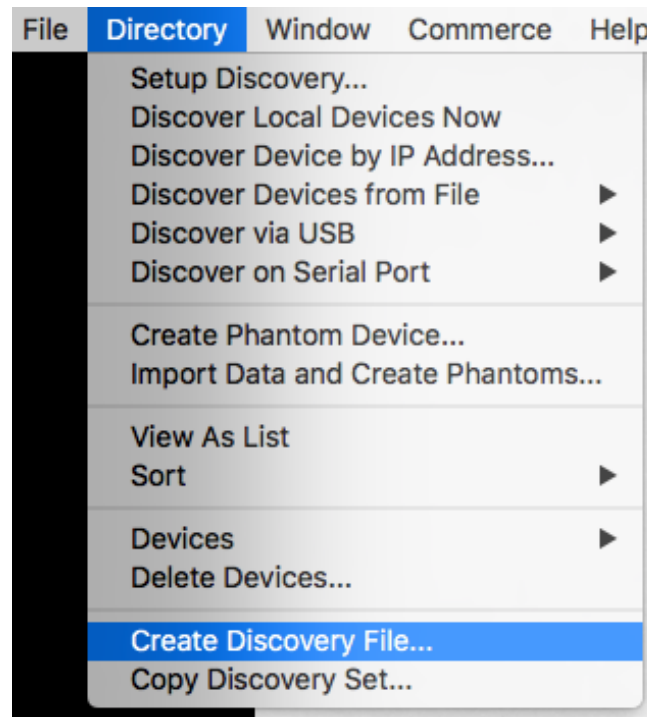 File Directory Window Commerce Help
Setup Discovery...
Discover Local Devices Now
Discover Device by IP Address...
Discover Devices from File
Discover via USB
Discover on Serial Port
Create Phantom Device...
Import Data and Create Phantoms...
View As List
Sort
Devices
Delete Devices...
Create Discovery File...
Copy Discovery Set...